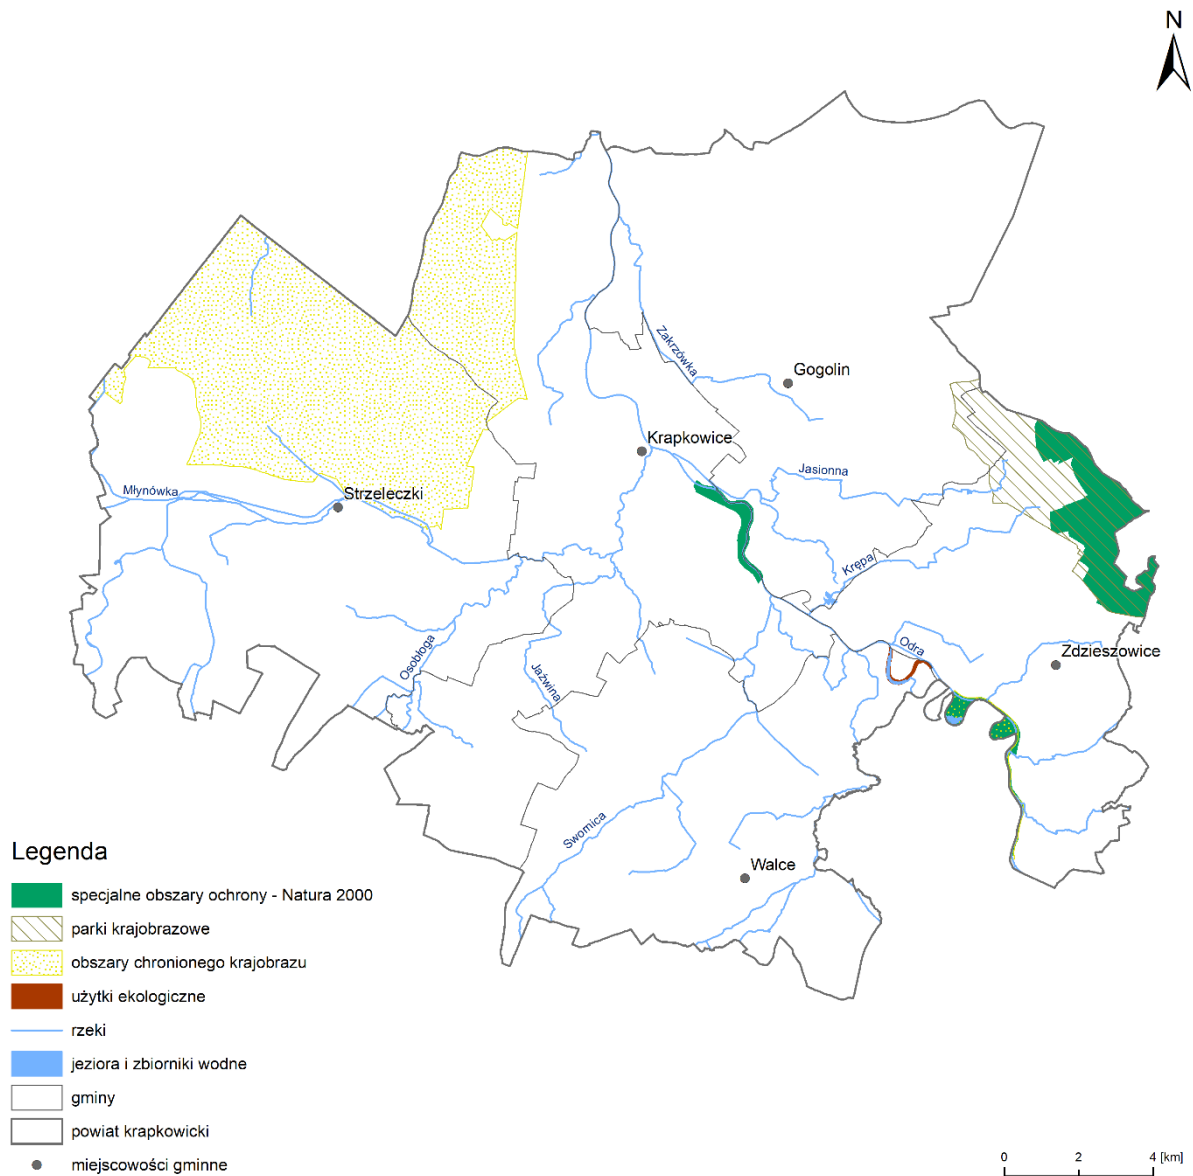 N
Zakrzówka
Gogolin
Krapkowice
Jasionna
Młynówka
Strzeleczki
Krępa
Odra
Zdzieszowice
Osobłoga
Jaźwina
Swornica
Walce
Legenda
specjalne obszary ochrony - Natura 2000
parki krajobrazowe
obszary chronionego krajobrazu
użytki ekologiczne
rzeki
jeziora i zbiorniki wodne
gminy
powiat krapkowicki
miejscowości gminne
0 2 4 [km]